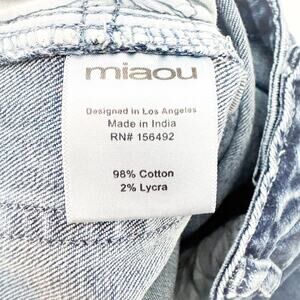 miaou
Designed in Los Angeles
Made in India
RN# 156492
98% Cotton
2% Lycra